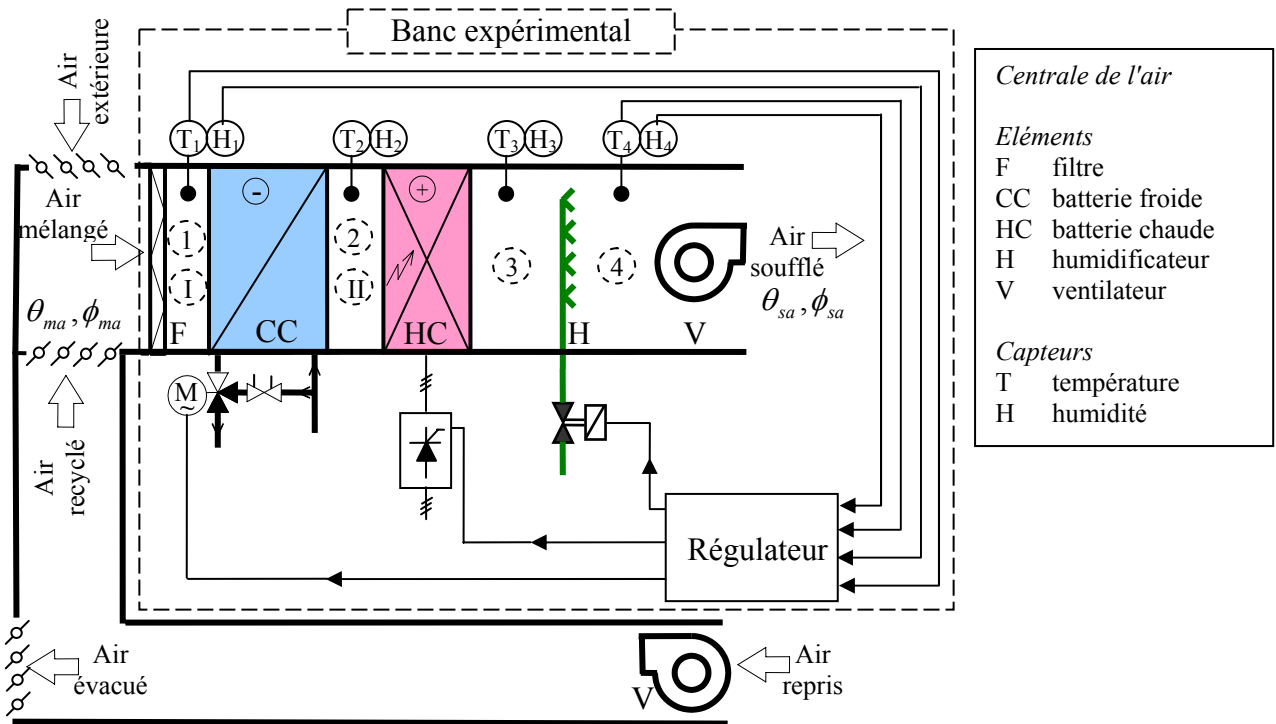 Banc expérimental
Air
extérieure
T1 H1
T2 H2
T3 H3
T4 H4
Air
mélangé
-
+
1
I
2
II
3
4
Air
soufflé
θma , ϕma
θsa , ϕsa
F
CC
HC
H
V
M
~
Air
recyclé
Régulateur
Air
évacué
V
Air
repris
Centrale de l'air
Eléments
F filtre
CC batterie froide
HC batterie chaude
H humidificateur
V ventilateur
Capteurs
T température
H humidité